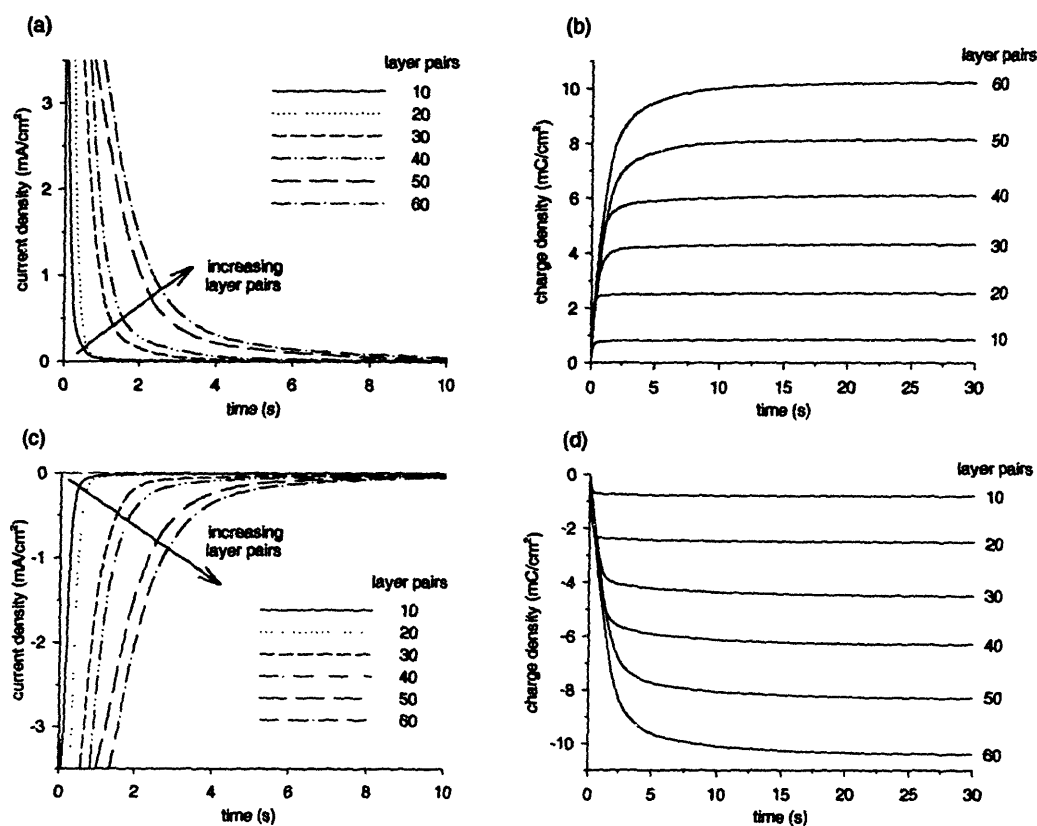 (a)
layer pairs
10
20
30
40
50
60
increasing
layer pairs
current density (mA/cm²)
3
2
1
0
0 2 4 6 8 10
time (s)
(b)
layer pairs
60
50
40
30
20
10
charge density (mC/cm²)
10
8
6
4
2
0
0 5 10 15 20 25 30
time (s)
(c)
current density (mA/cm²)
0
-1
-2
-3
increasing
layer pairs
layer pairs
10
20
30
40
50
60
0 2 4 6 8 10
time (s)
(d)
layer pairs
10
20
30
40
50
60
charge density (mC/cm²)
0
-2
-4
-6
-8
-10
0 5 10 15 20 25 30
time (s)